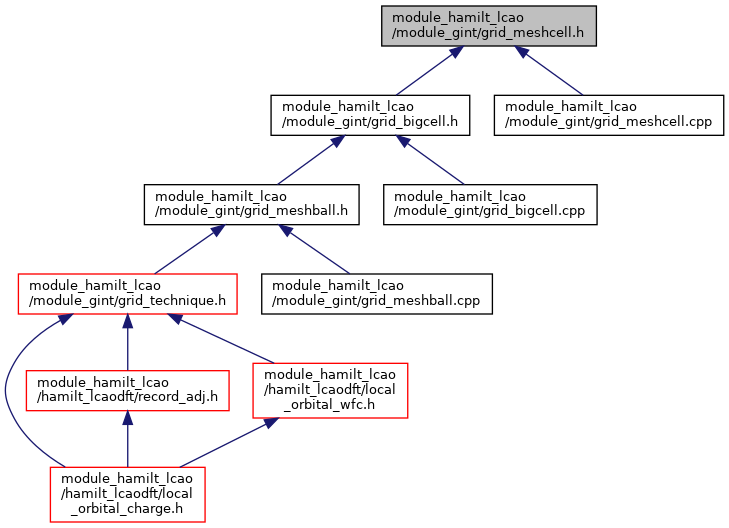 module_hamilt_lcao
/module_gint/grid_meshcell.h
module_hamilt_lcao
/module_gint/grid_bigcell.h
module_hamilt_lcao
/module_gint/grid_meshcell.cpp
module_hamilt_lcao
/module_gint/grid_meshball.h
module_hamilt_lcao
/module_gint/grid_bigcell.cpp
module_hamilt_lcao
/module_gint/grid_technique.h
module_hamilt_lcao
/module_gint/grid_meshball.cpp
module_hamilt_lcao
/hamilt_lcaodft/record_adj.h
module_hamilt_lcao
/hamilt_lcaodft/local
_orbital_wfc.h
module_hamilt_lcao
/hamilt_lcaodft/local
_orbital_charge.h